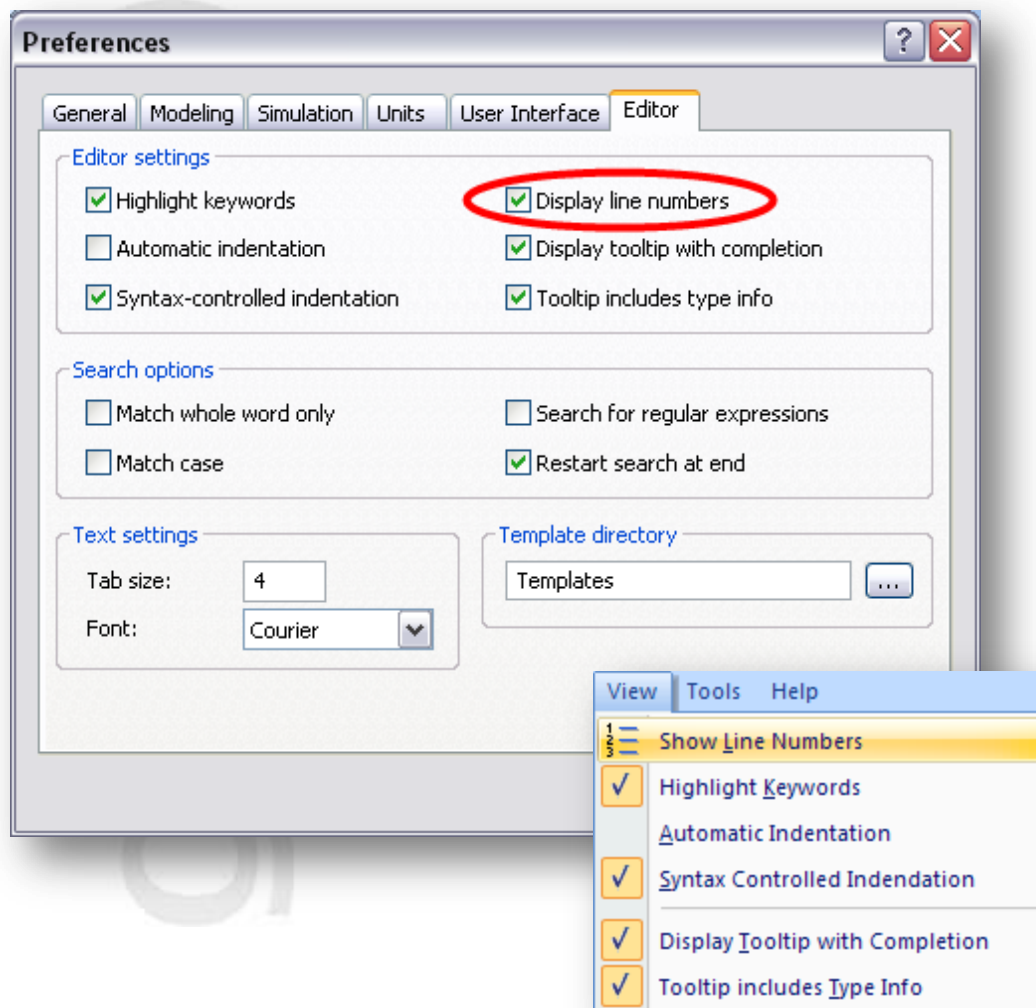 Preferences
General Modeling Simulation Units User Interface Editor
Editor settings
Highlight keywords Display line numbers
Automatic indentation Display tooltip with completion
Syntax-controlled indentation Tooltip includes type info
Search options
Match whole word only Search for regular expressions
Match case Restart search at end
Text settings Template directory
Tab size: 4 Templates ...
Font: Courier
View Tools Help
Show Line Numbers
Highlight Keywords
Automatic Indentation
Syntax Controlled Indendation
Display Tooltip with Completion
Tooltip includes Type Info